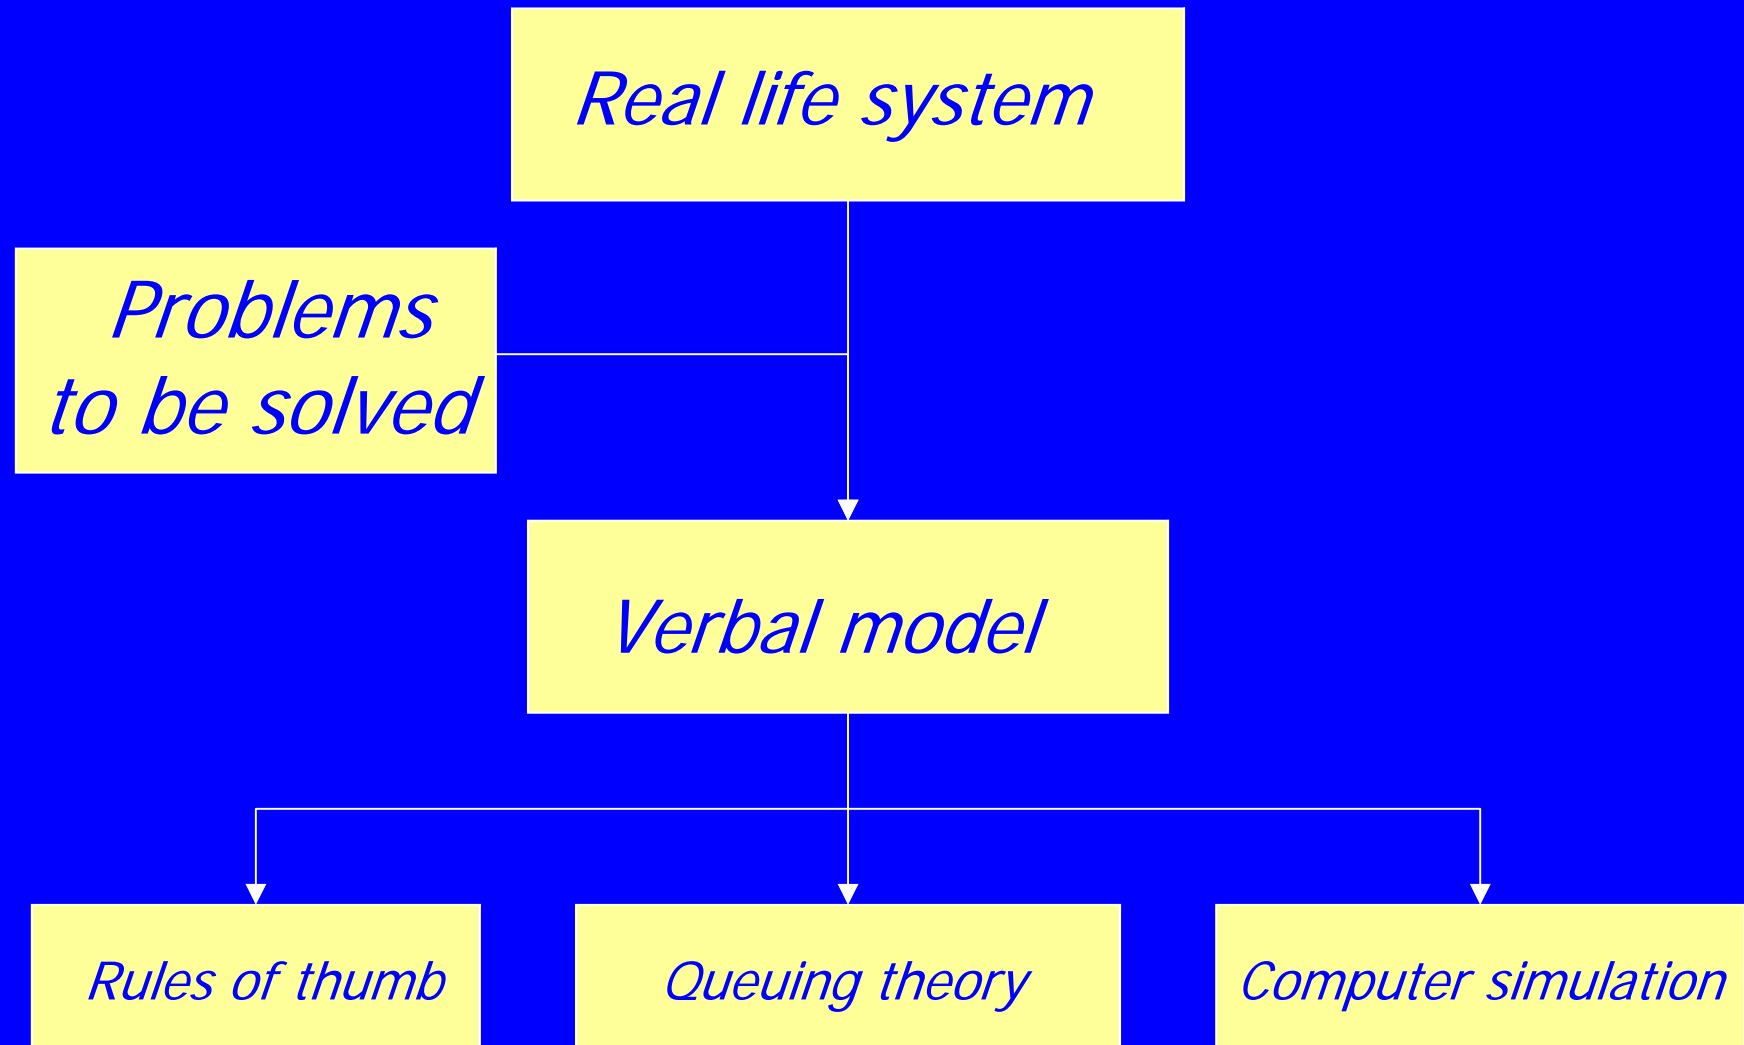 Real life system
Problems
to be solved
Verbal model
Rules of thumb
Queuing theory
Computer simulation